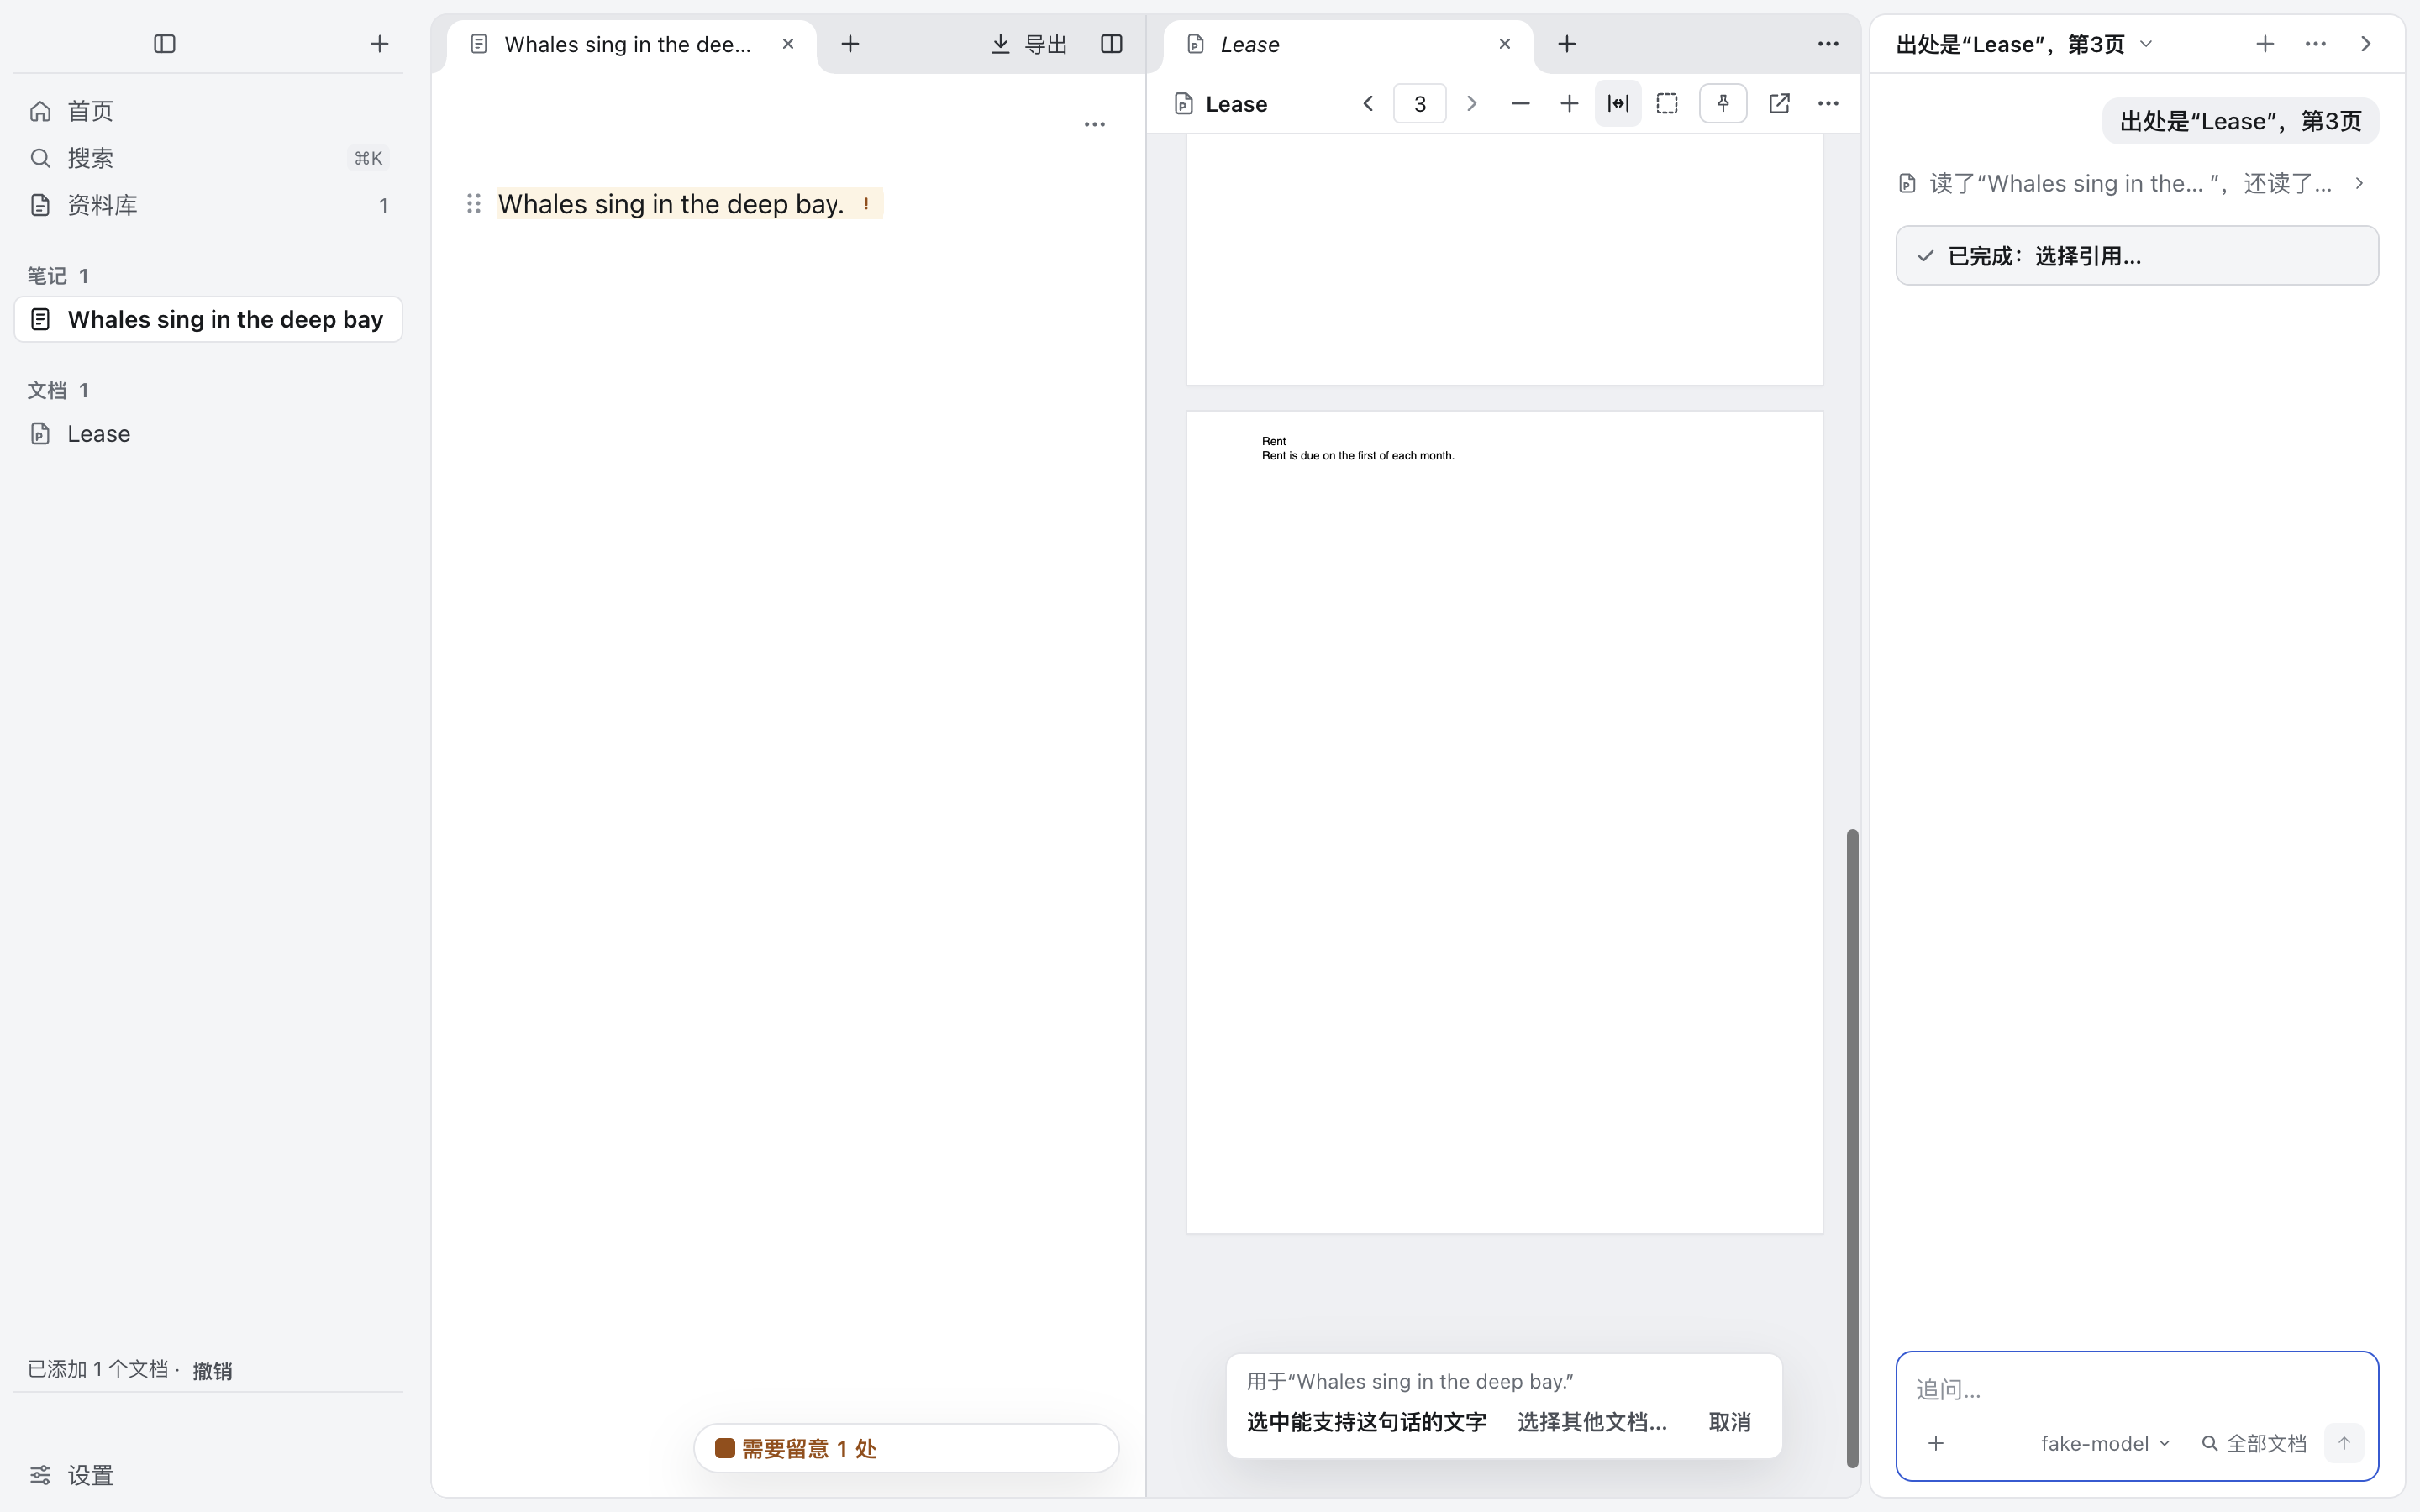 首页
搜索 ⌘K
资料库 1
笔记 1
Whales sing in the deep bay
文档 1
Lease
已添加 1 个文档 · 撤销
设置
Whales sing in the dee...
导出
Whales sing in the deep bay. !
需要留意 1 处
Lease
Lease
3
Rent
Rent is due on the first of each month.
用于“Whales sing in the deep bay.”
选中能支持这句话的文字 选择其他文档... 取消
出处是“Lease”，第3页
出处是“Lease”，第3页
读了“Whales sing in the... ”，还读了...
已完成：选择引用...
追问...
fake-model 全部文档